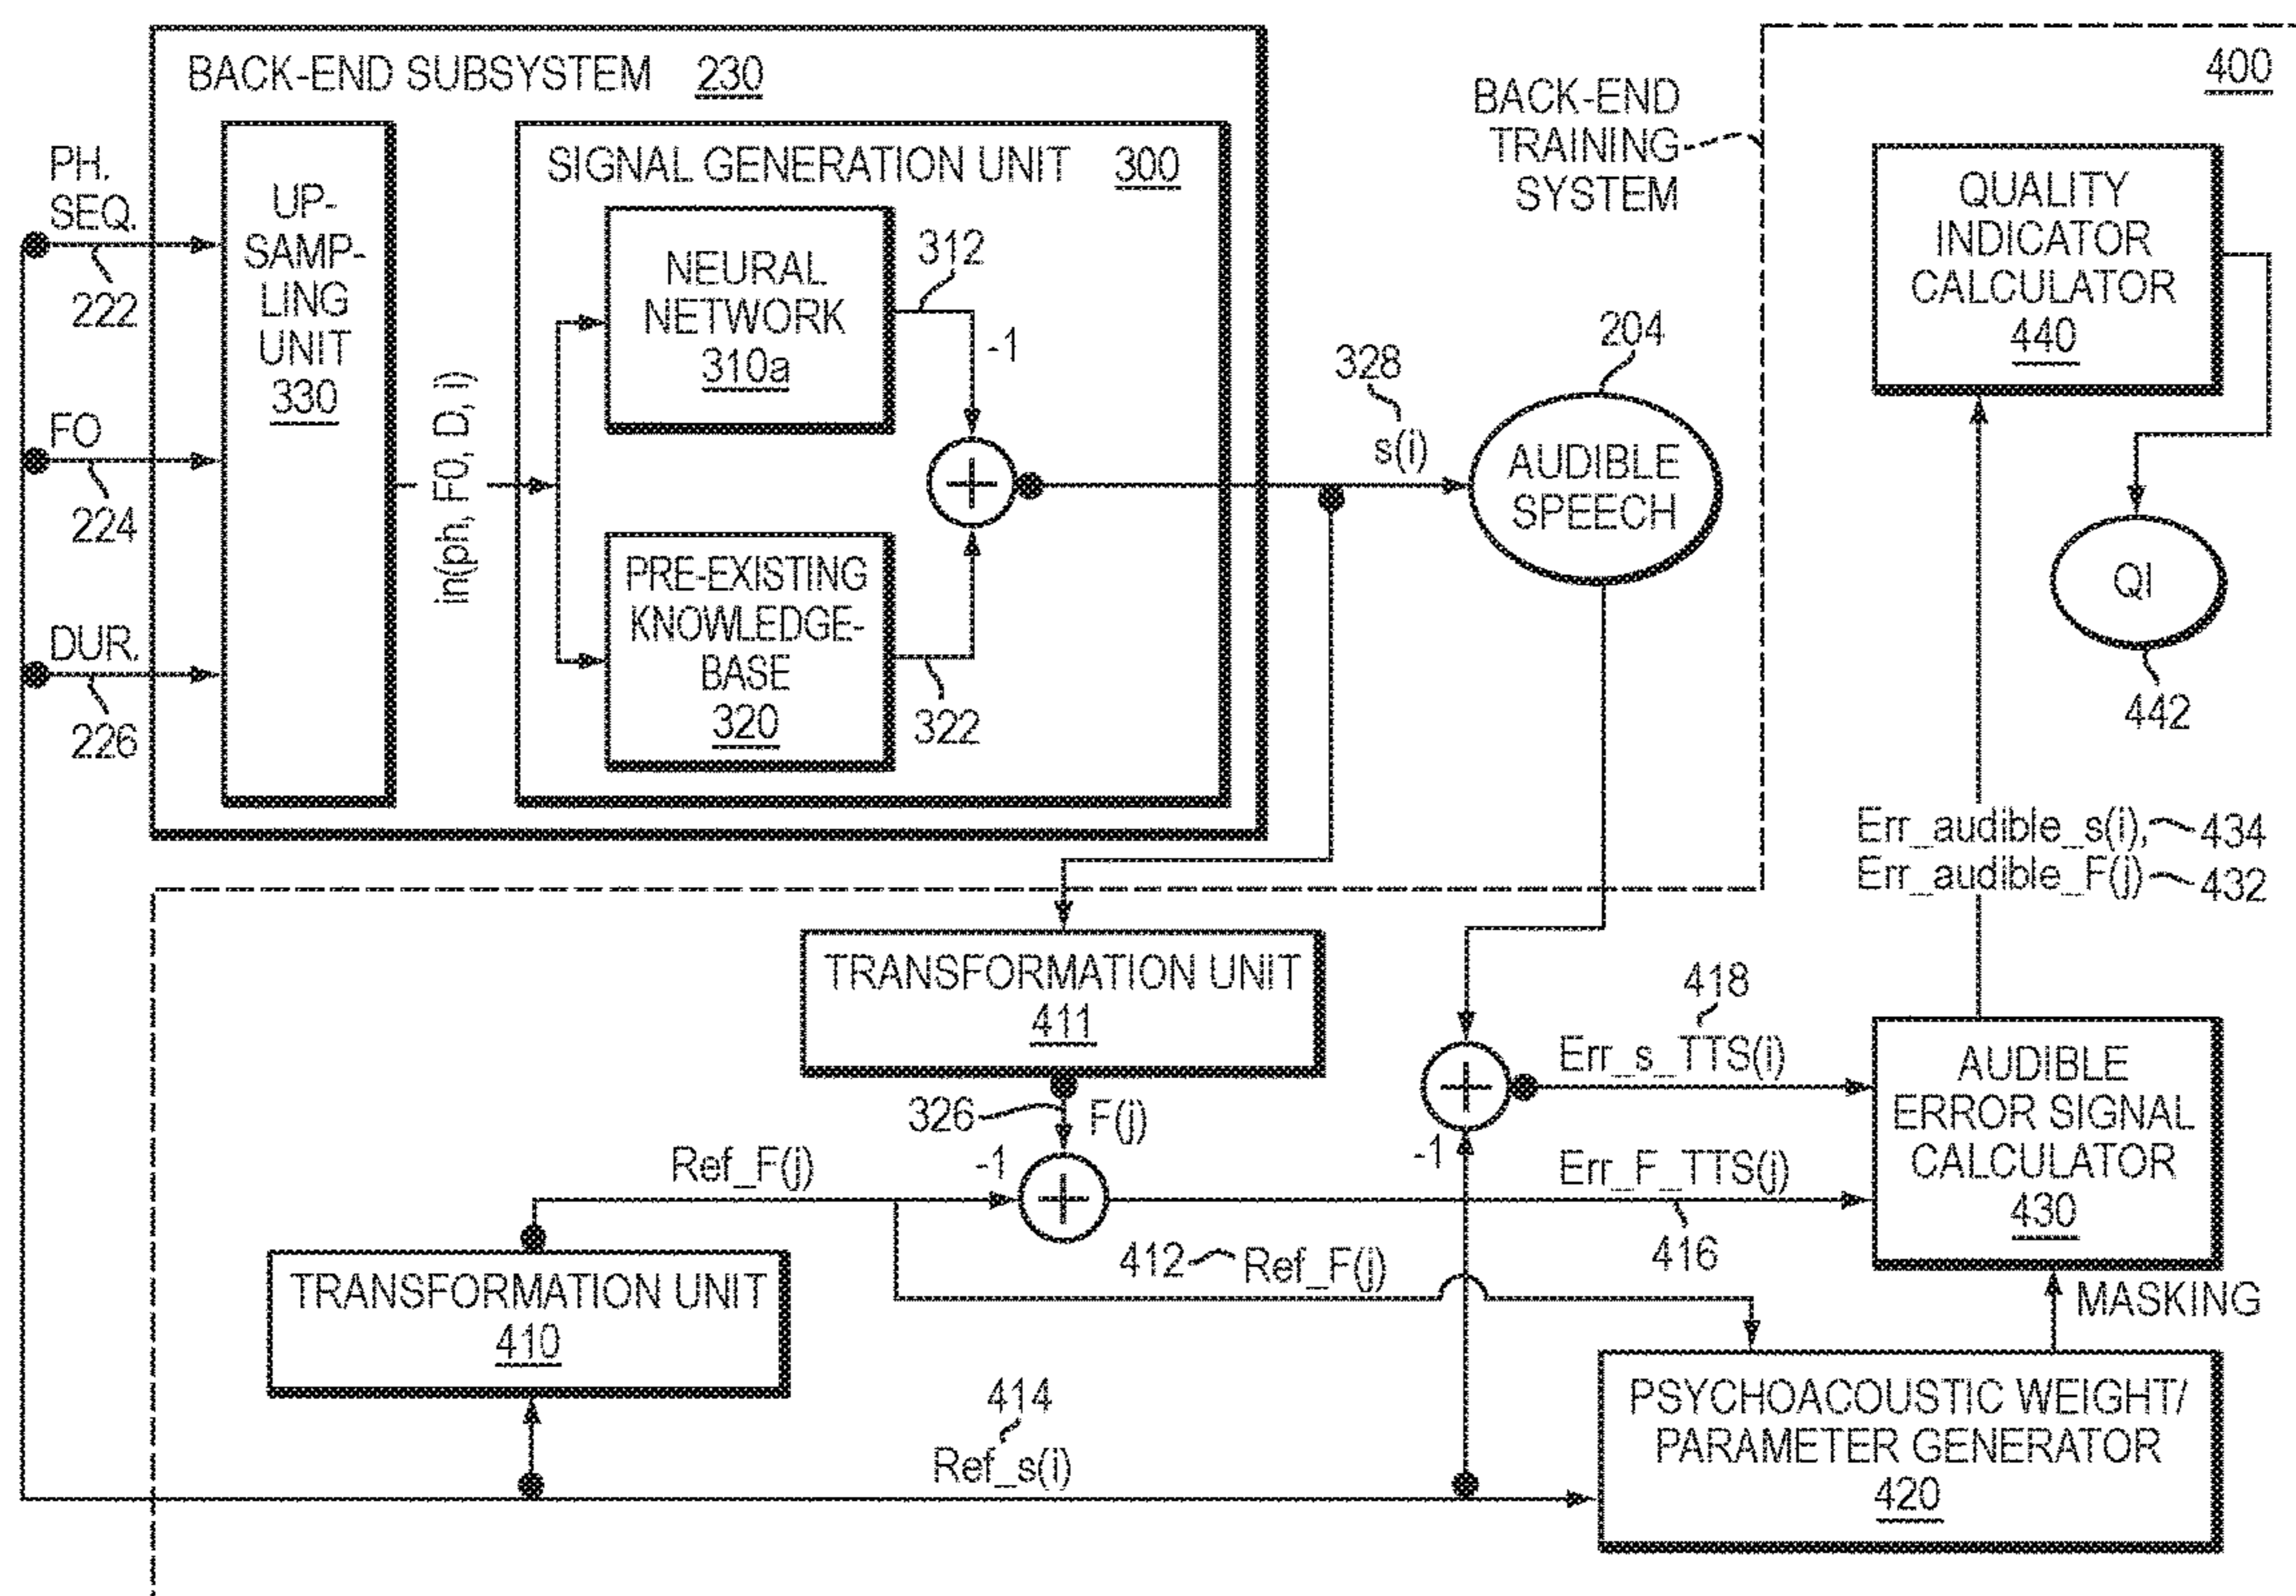 BACK-END SUBSYSTEM 230
PH.
SEQ.
222
FO
224
DUR.
226
UP-
SAMP-
LING
UNIT
330
in(ph, F0, D, i)
SIGNAL GENERATION UNIT 300
NEURAL
NETWORK
310a
312
-1
PRE-EXISTING
KNOWLEDGE-
BASE
320
322
328
s(i)
204
AUDIBLE
SPEECH
BACK-END
TRAINING
SYSTEM
400
QUALITY
INDICATOR
CALCULATOR
440
QI
442
Err_audible_s(i), 434
Err_audible_F(j) 432
TRANSFORMATION UNIT
411
326 F(j)
Ref_F(j)
-1
418
Err_s_TTS(i)
-1
Err_F_TTS(j)
416
AUDIBLE
ERROR SIGNAL
CALCULATOR
430
412 Ref_F(j)
MASKING
TRANSFORMATION UNIT
410
414
Ref_s(i)
PSYCHOACOUSTIC WEIGHT/
PARAMETER GENERATOR
420